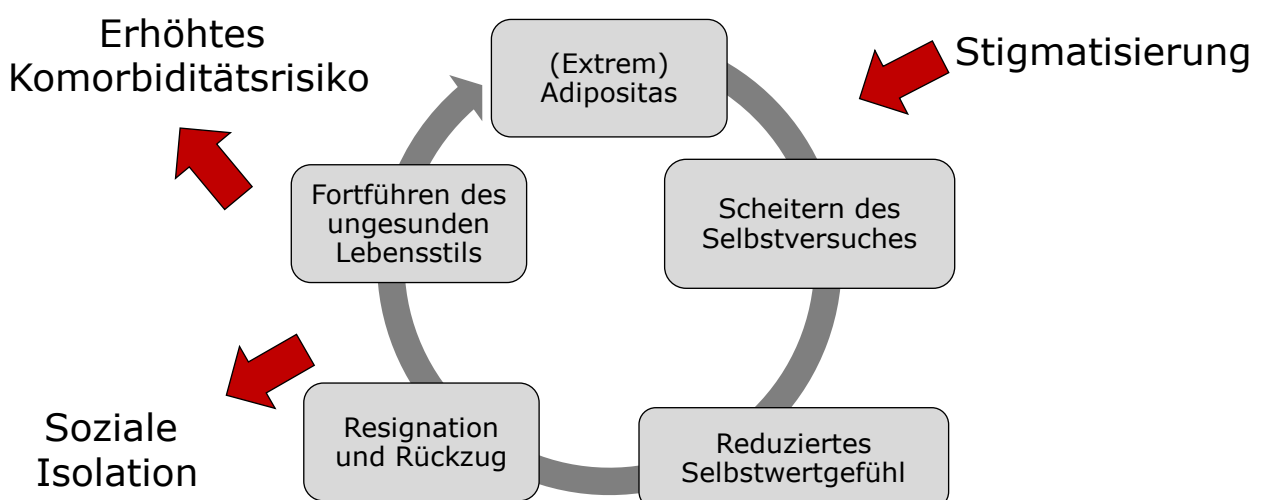 Erhöhtes
Komorbiditätsrisiko
(Extrem)
Adipositas
Stigmatisierung
Fortführen des
ungesunden
Lebensstils
Scheitern des
Selbstversuches
Soziale
Isolation
Resignation
und Rückzug
Reduziertes
Selbstwertgefühl